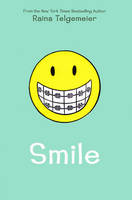 From the New York Times Bestselling Author
Raina Telgemeier
Smile